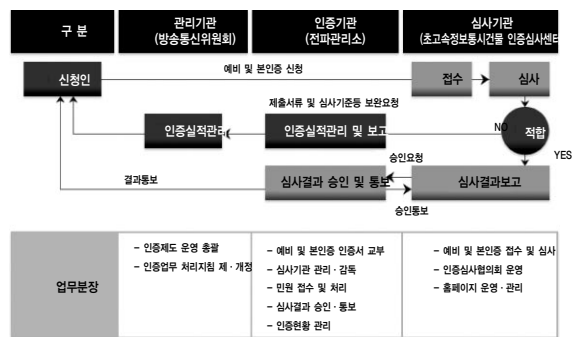 구 분
관리기관
(방송통신위원회)
인증기관
(전파관리소)
심사기관
(초고속정보통신건물 인증심사센터
예비 및 본인증 신청
신청인
접수
심사
제출서류 및 심사기준등 보완요청
인증실적관리
인증실적관리 및 보고
NO
적합
YES
승인요청
결과통보
심사결과 승인 및 통보
심사결과보고
승인통보
업무분장
- 인증제도 운영 총괄
- 인증업무 처리지침 제·개정
- 예비 및 본인증 인증서 교부
- 심사기관 관리·감독
- 민원 접수 및 처리
- 심사결과 승인·통보
- 인증현황 관리
- 예비 및 본인증 접수 및 심사
- 인증심사협의회 운영
- 홈페이지 운영·관리